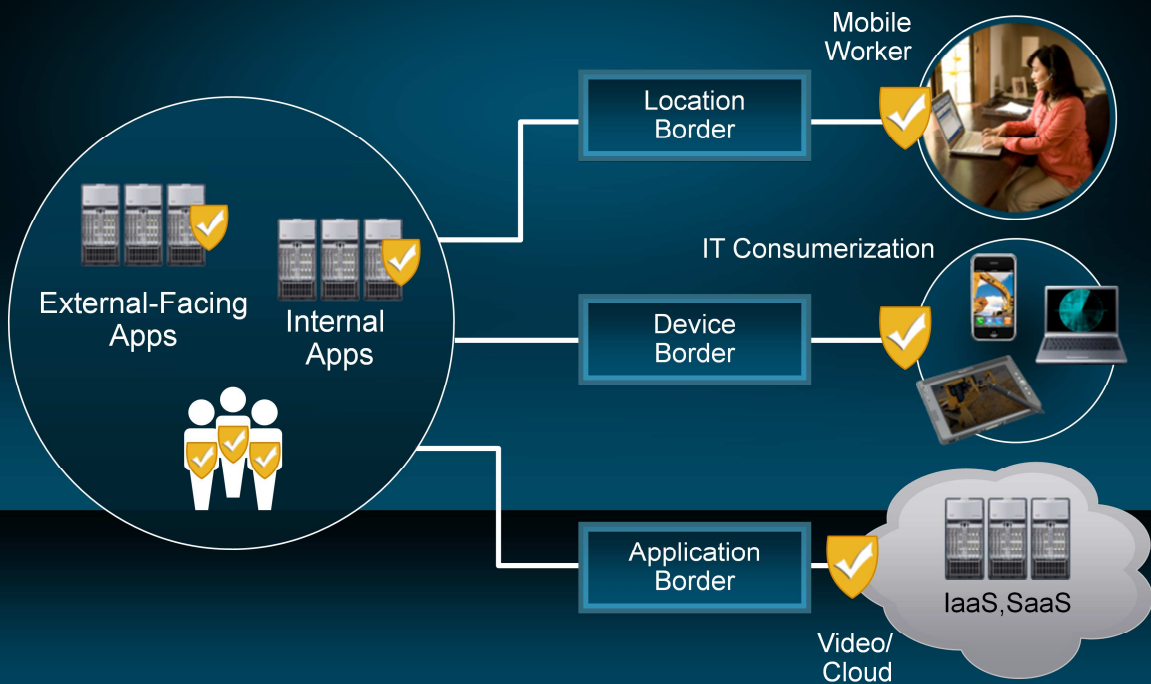 Mobile
Worker
Location
Border
External-Facing
Apps
Internal
Apps
IT Consumerization
Device
Border
Application
Border
IaaS,SaaS
Video/
Cloud